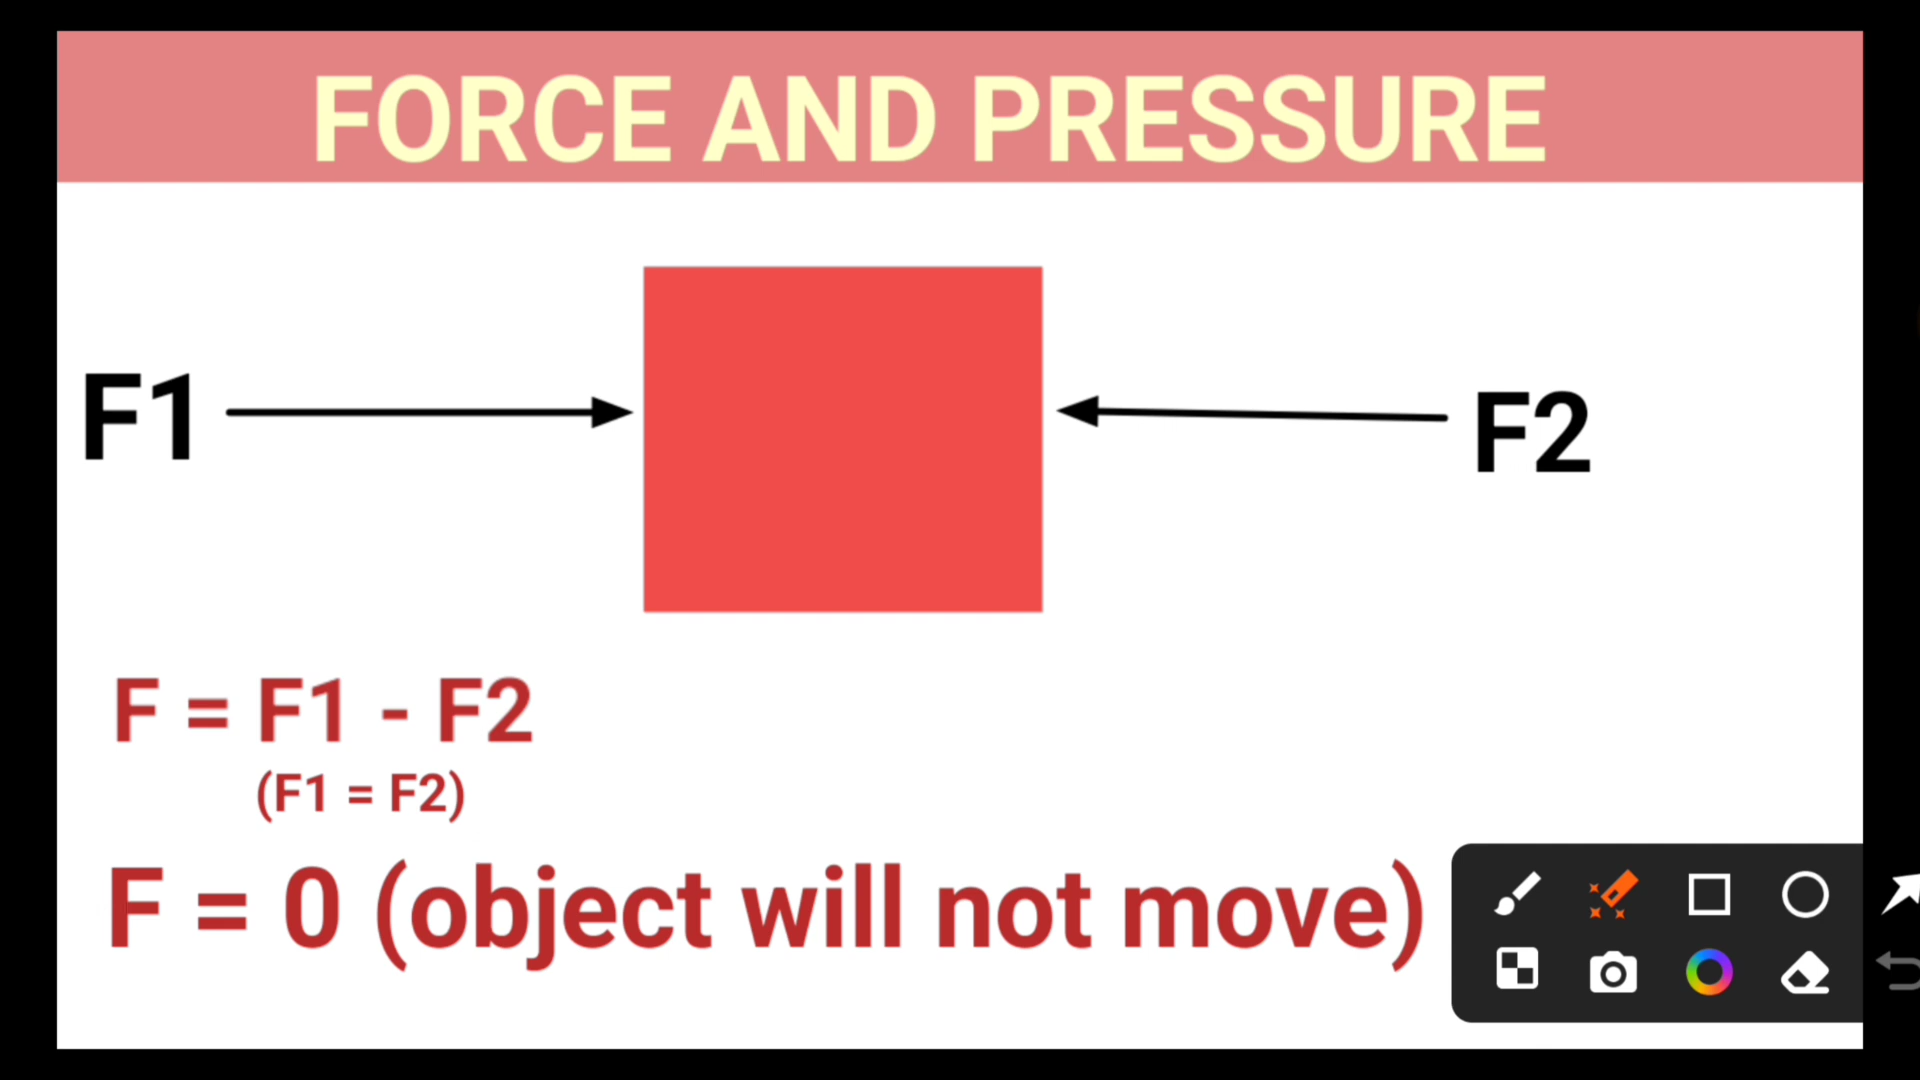 FORCE AND PRESSURE
F1
F2
F = F1 - F2
(F1 = F2)
F = 0 (object will not move)